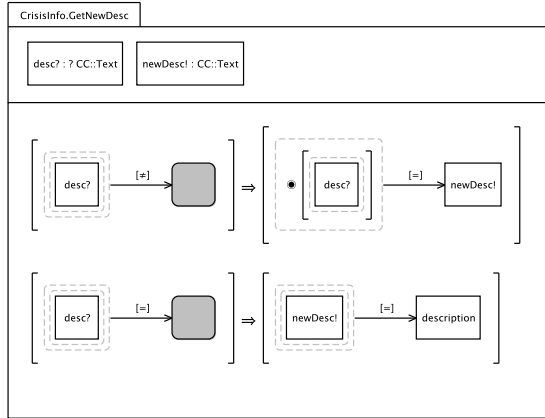 CrisisInfo.GetNewDesc
desc? : ? CC::Text newDesc! : CC::Text
desc? [≠] ⇒ desc? [=] newDesc!
desc? [=] ⇒ newDesc! [=] description